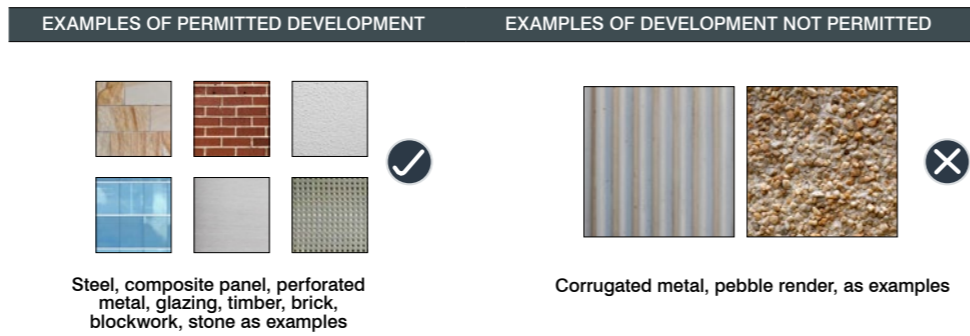 EXAMPLES OF PERMITTED DEVELOPMENT
EXAMPLES OF DEVELOPMENT NOT PERMITTED
Steel, composite panel, perforated
metal, glazing, timber, brick,
blockwork, stone as examples
Corrugated metal, pebble render, as examples